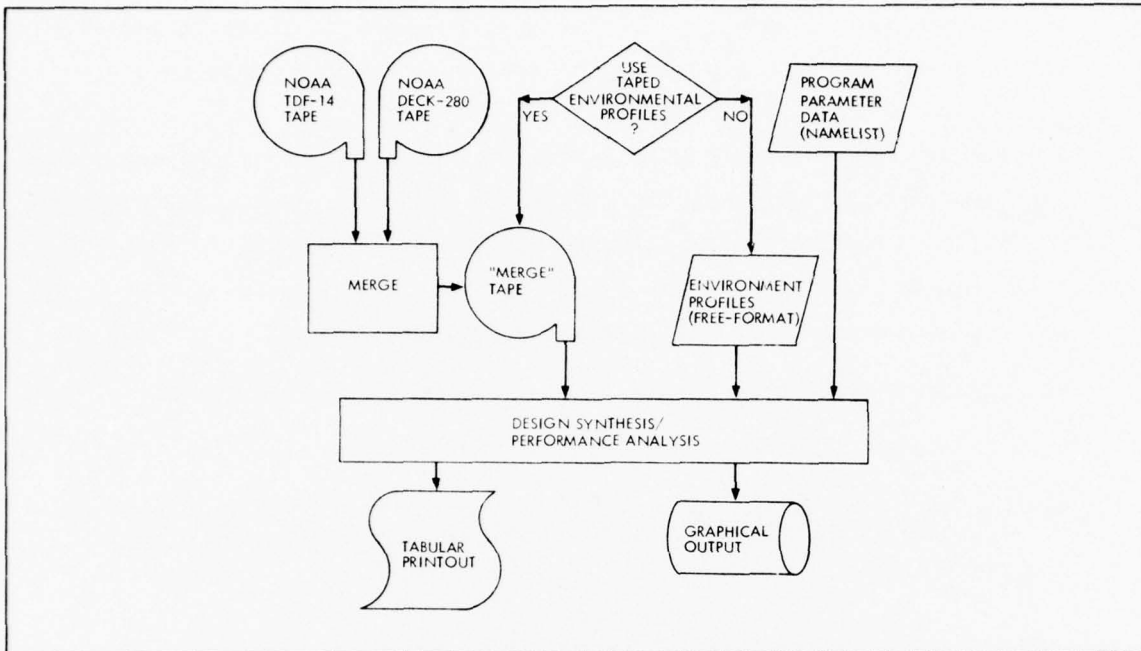 NOAA
TDF-14
TAPE
NOAA
DECK-280
TAPE
USE
TAPED
ENVIRONMENTAL
PROFILES
?
YES
NO
PROGRAM
PARAMETER
DATA
(NAMELIST)
MERGE
"MERGE"
TAPE
ENVIRONMENT
PROFILES
(FREE-FORMAT)
DESIGN SYNTHESIS/
PERFORMANCE ANALYSIS
TABULAR
PRINTOUT
GRAPHICAL
OUTPUT